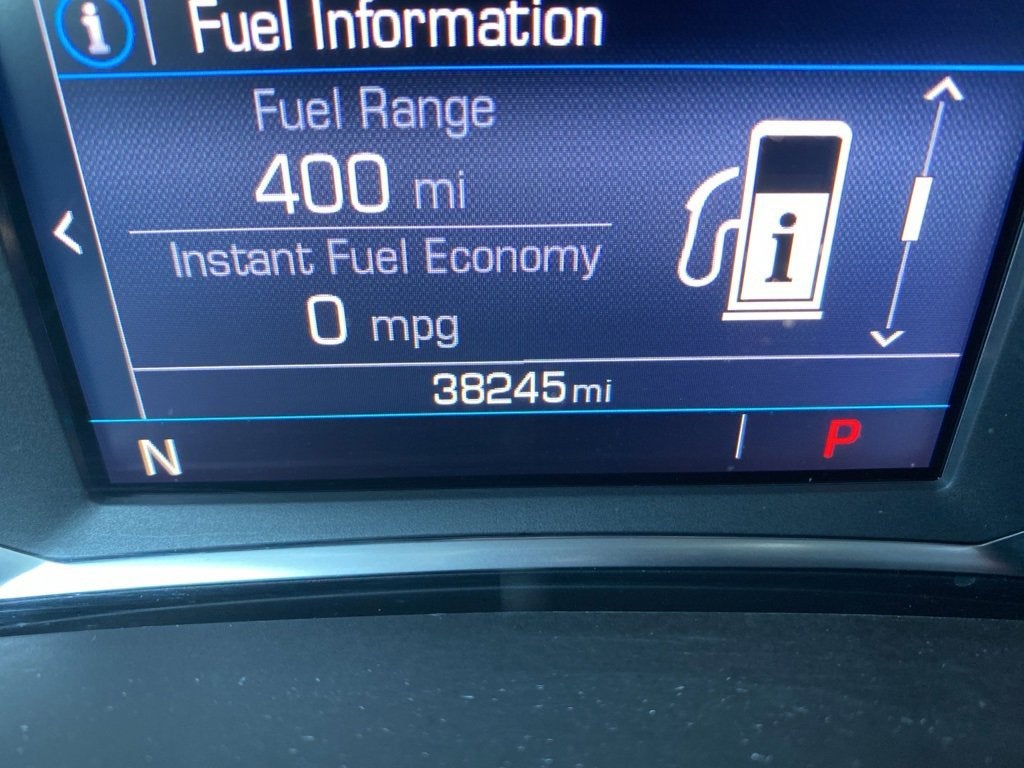 i Fuel Information
Fuel Range
400 mi
Instant Fuel Economy
0 mpg
i
38245 mi
N P